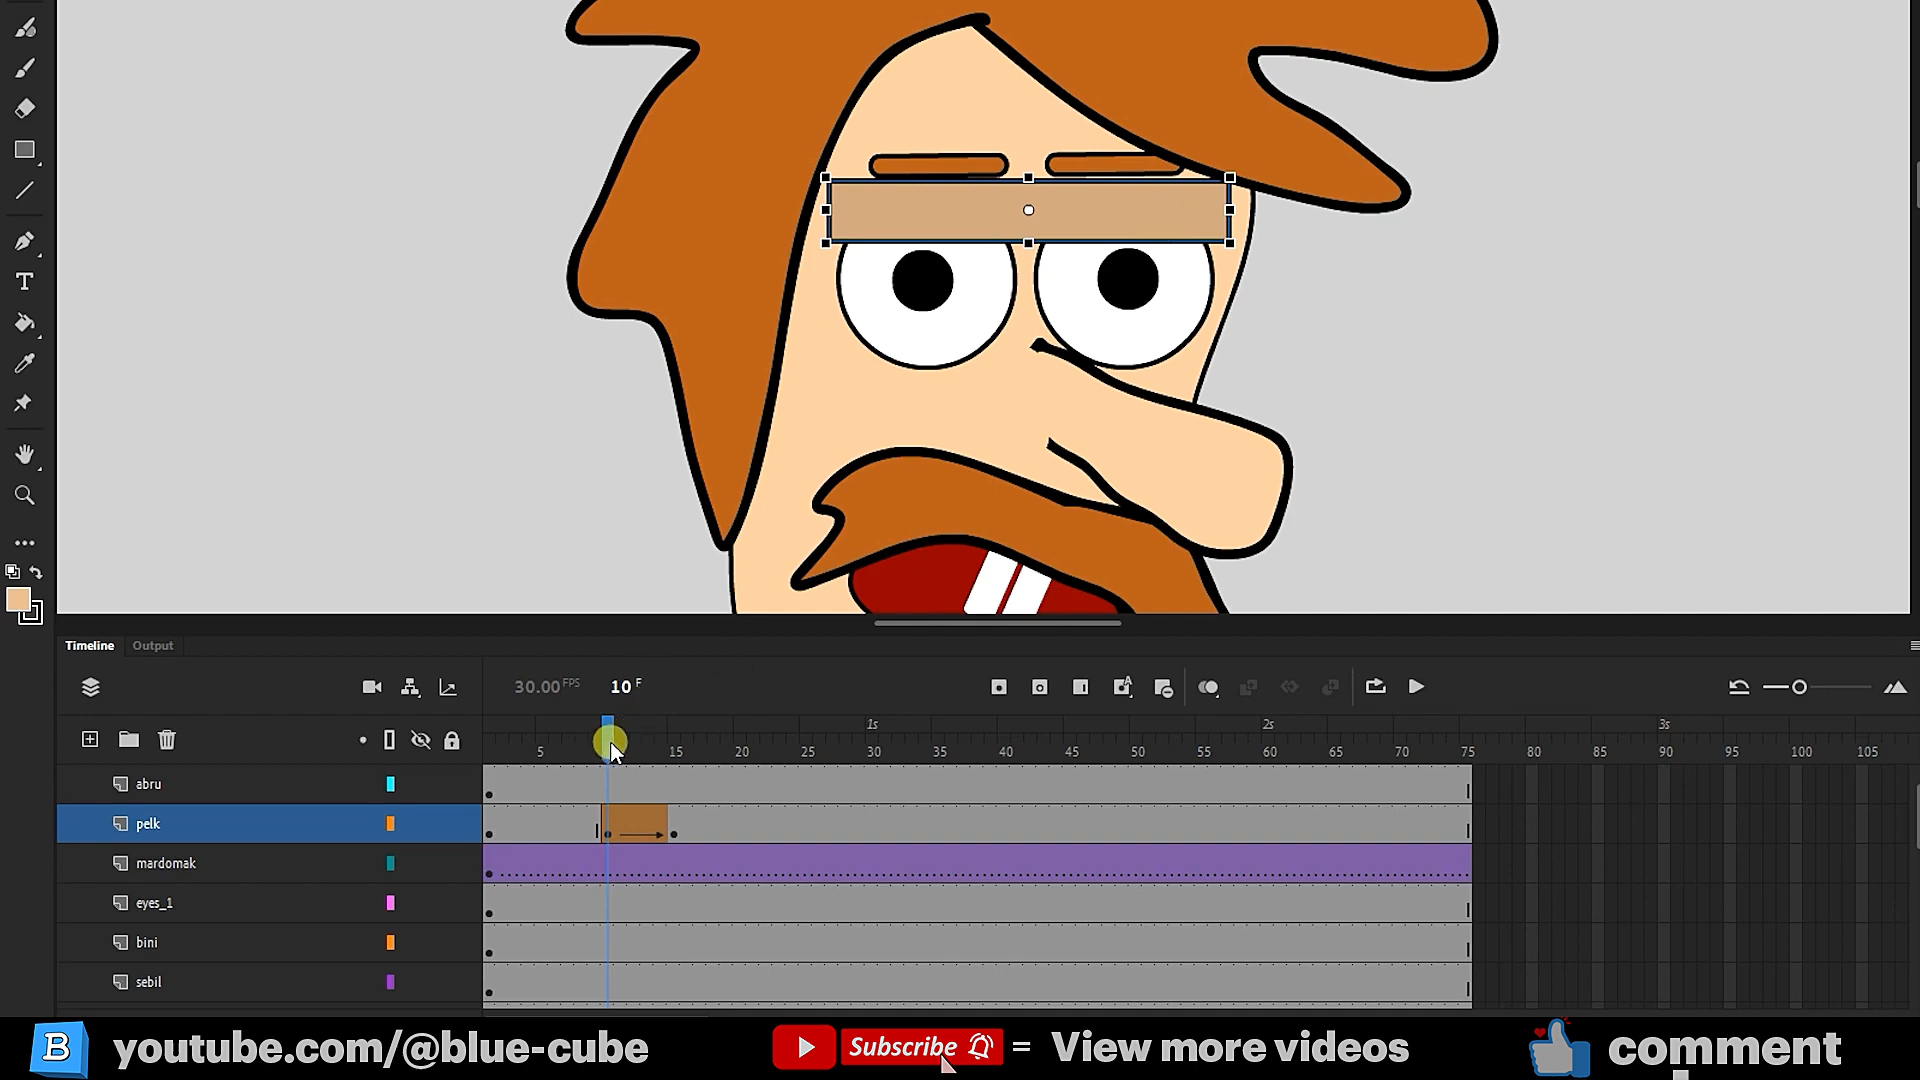 Timeline Output
30.00 FPS 10 F
1s 2s 3s
5 15 20 25 30 35 40 45 50 55 60 65 70 75 80 85 90 95 100 105
abru
pelk
mardomak
eyes_1
bini
sebil
B youtube.com/@blue-cube Subscribe = View more videos comment